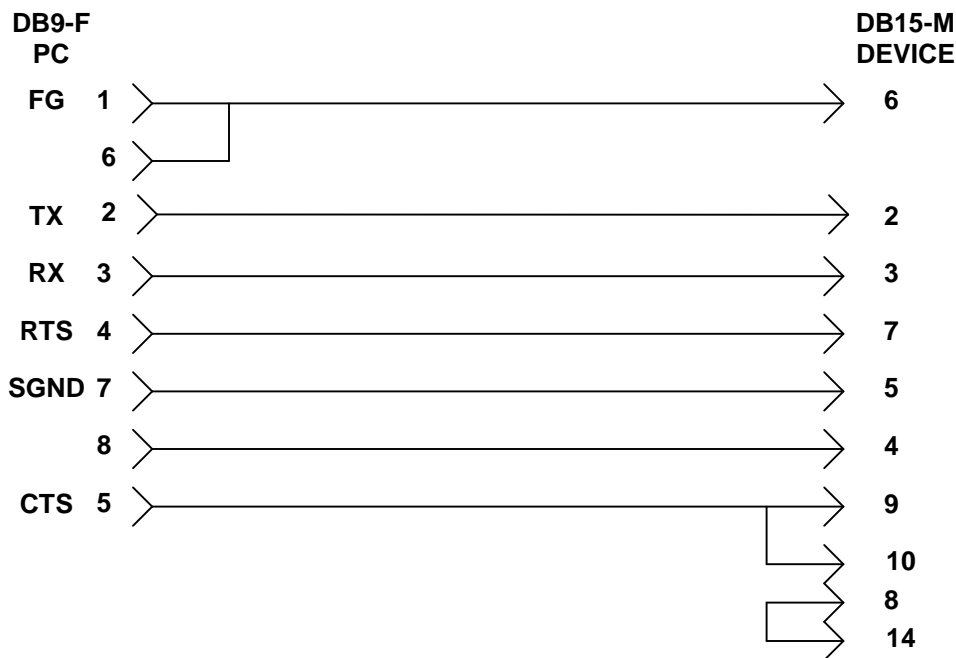 DB9-F DB15-M
PC DEVICE
FG 1 6
6
TX 2 2
RX 3 3
RTS 4 7
SGND 7 5
8 4
CTS 5 9
10
8
14